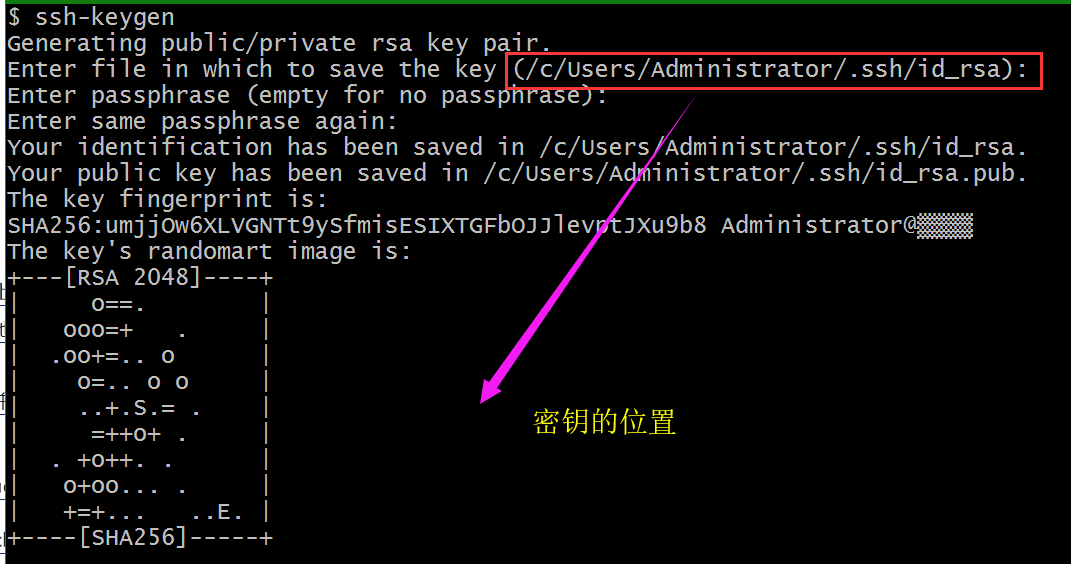 $ ssh-keygen
Generating public/private rsa key pair.
Enter file in which to save the key (/c/Users/Administrator/.ssh/id_rsa):
Enter passphrase (empty for no passphrase):
Enter same passphrase again:
Your identification has been saved in /c/Users/Administrator/.ssh/id_rsa.
Your public key has been saved in /c/Users/Administrator/.ssh/id_rsa.pub.
The key fingerprint is:
SHA256:umjjOw6XLVGNTt9ySfmisESIXTGFbOJJlevptJXu9b8 Administrator@▒▒▒▒
The key's randomart image is:
+---[RSA 2048]----+
|     o==.        |
|   ooo=+   .     |
|  .oo+=.. o      |
|    o=.. o o     |
|    ..+.S.= .    |
|     =++o+ .     |
|  . +o++. .      |
|   o+oo... .     |
|   +=+...   ..E. |
+----[SHA256]-----+
密钥的位置